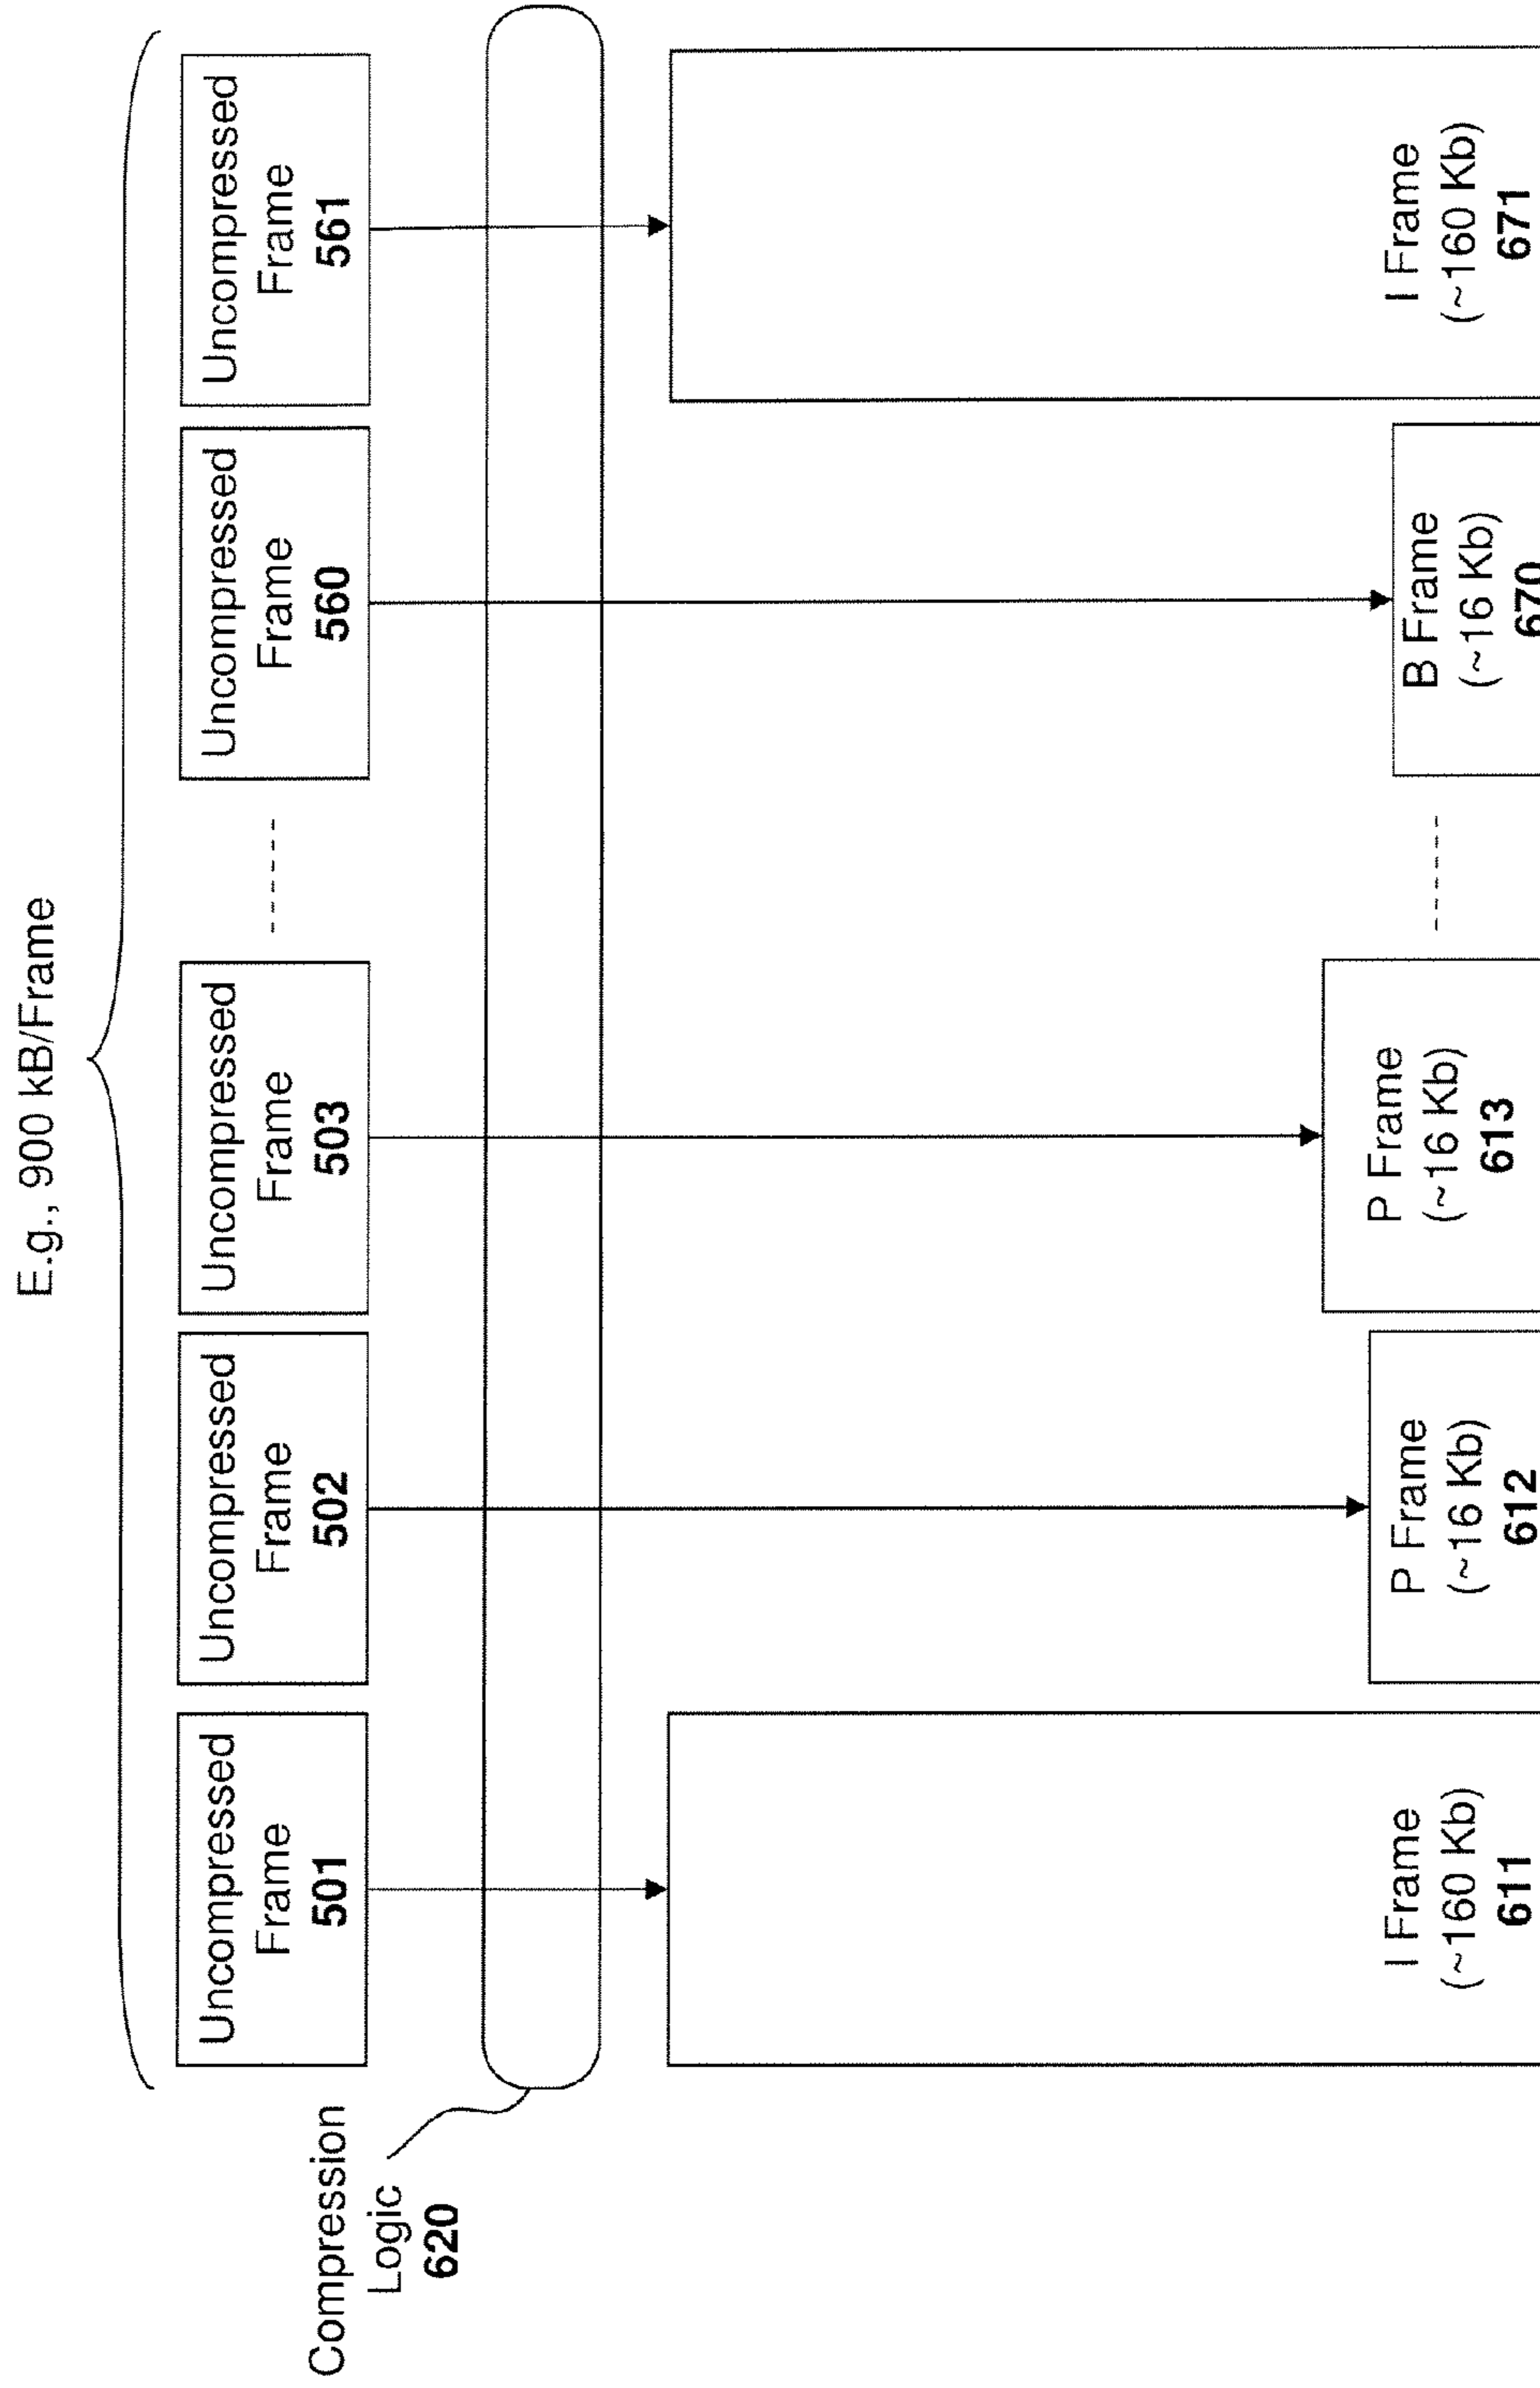 E.g., 900 kB/Frame
Uncompressed
Frame
501
Uncompressed
Frame
502
Uncompressed
Frame
503
Uncompressed
Frame
560
Uncompressed
Frame
561
Compression
Logic
620
I Frame
(~160 Kb)
611
P Frame
(~16 Kb)
612
P Frame
(~16 Kb)
613
B Frame
(~16 Kb)
670
I Frame
(~160 Kb)
671